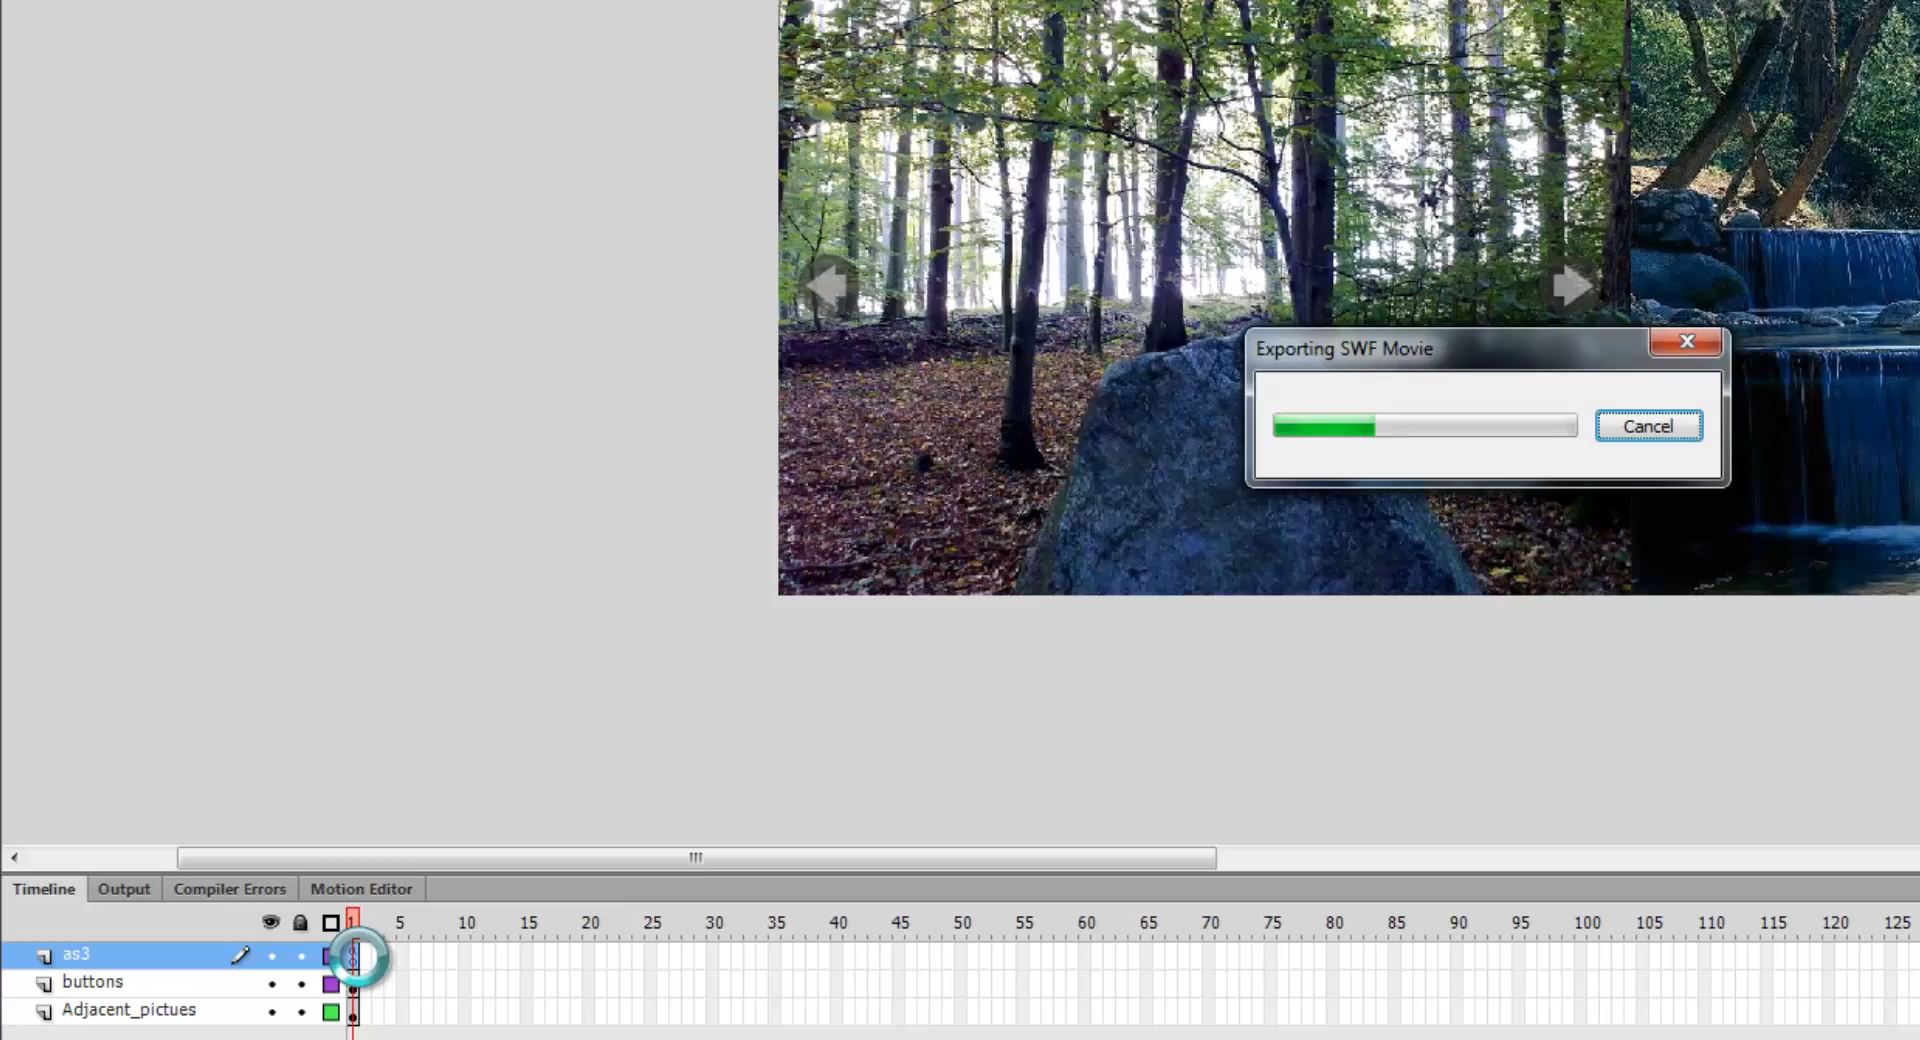 Exporting SWF Movie
Cancel
Timeline Output Compiler Errors Motion Editor
1 5 10 15 20 25 30 35 40 45 50 55 60 65 70 75 80 85 90 95 100 105 110 115 120 125
as3
buttons
Adjacent_pictues